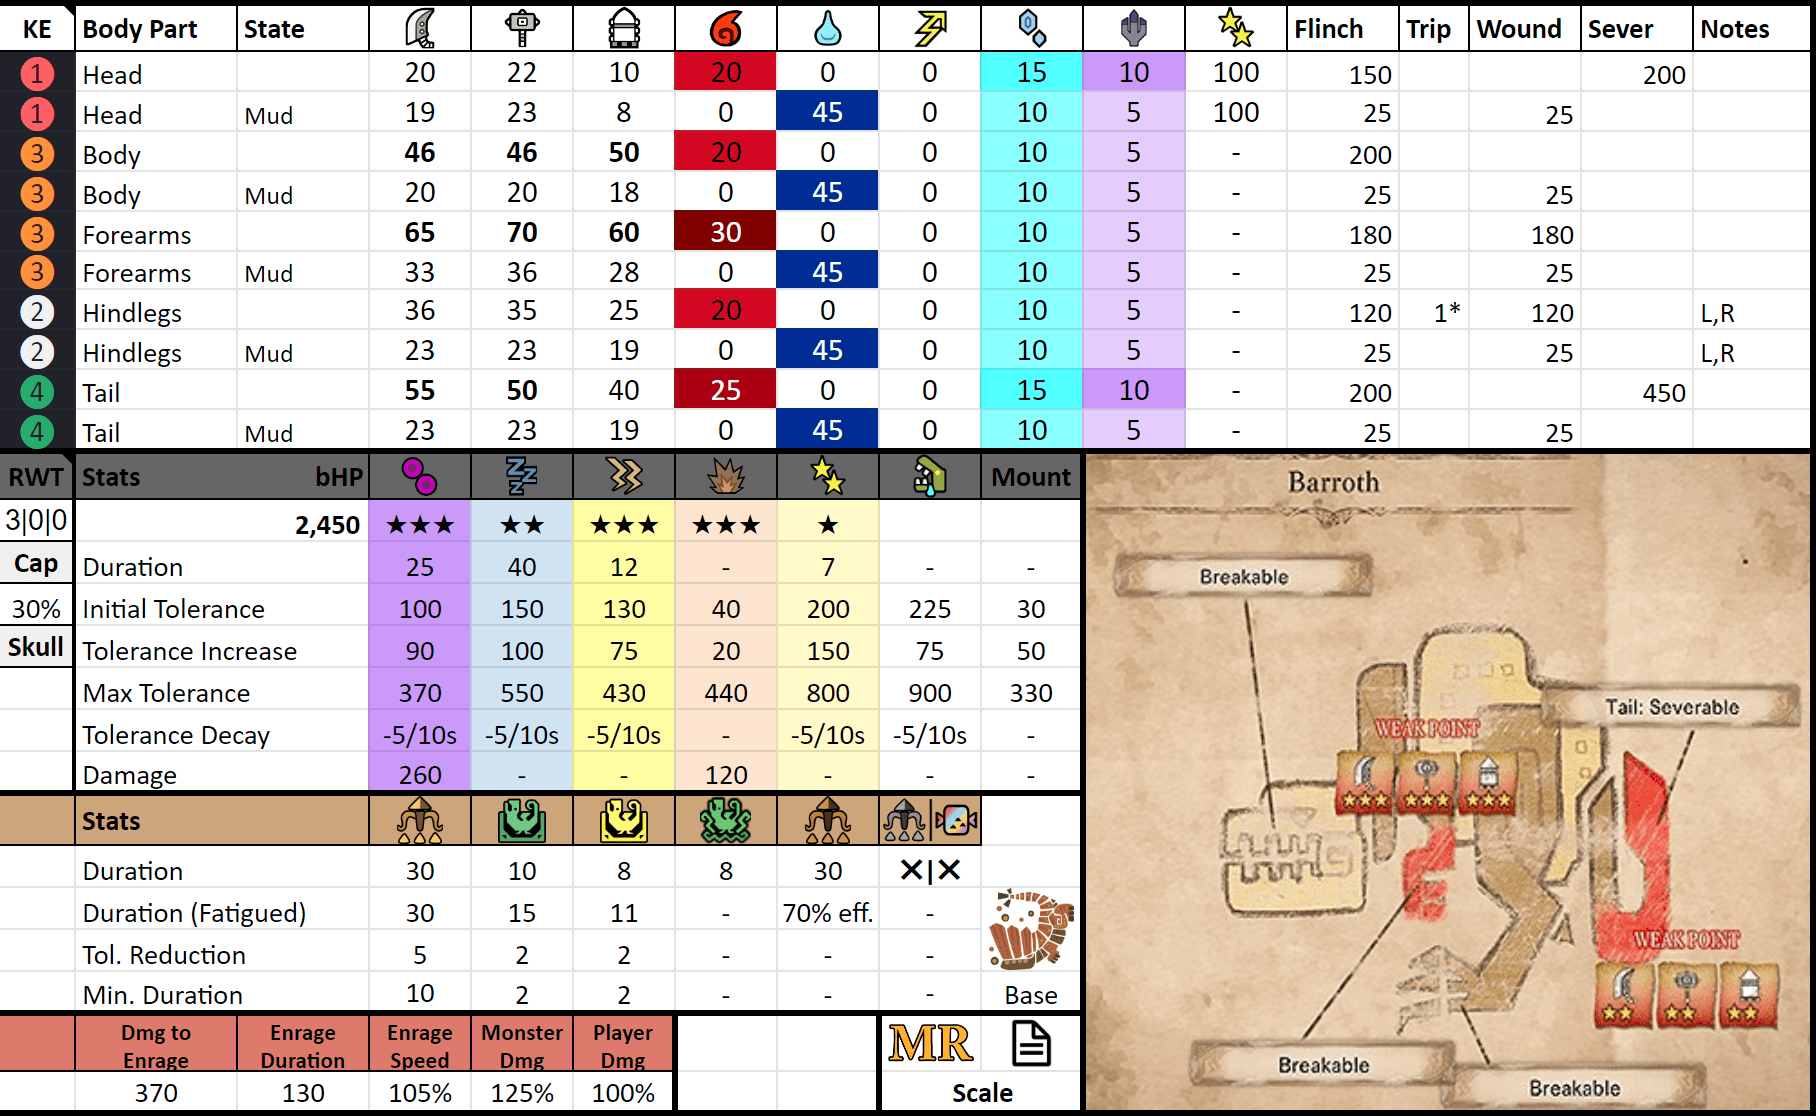 KE Body Part State Flinch Trip Wound Sever Notes
1 Head 20 22 10 20 0 0 15 10 100 150 200
1 Head Mud 19 23 8 0 45 0 10 5 100 25 25
3 Body 46 46 50 20 0 0 10 5 - 200
3 Body Mud 20 20 18 0 45 0 10 5 - 25 25
3 Forearms 65 70 60 30 0 0 10 5 - 180 180
3 Forearms Mud 33 36 28 0 45 0 10 5 - 25 25
2 Hindlegs 36 35 25 20 0 0 10 5 - 120 1* 120 L,R
2 Hindlegs Mud 23 23 19 0 45 0 10 5 - 25 25 L,R
4 Tail 55 50 40 25 0 0 15 10 - 200 450
4 Tail Mud 23 23 19 0 45 0 10 5 - 25 25
RWT Stats bHP Mount
3|0|0 2,450 ★★★ ★★ ★★★ ★★★ ★
Cap Duration 25 40 12 - 7 - -
30% Initial Tolerance 100 150 130 40 200 225 30
Skull Tolerance Increase 90 100 75 20 150 75 50
Max Tolerance 370 550 430 440 800 900 330
Tolerance Decay -5/10s -5/10s -5/10s - -5/10s -5/10s -
Damage 260 - - 120 - - -
Stats
Duration 30 10 8 8 30 ✕|✕
Duration (Fatigued) 30 15 11 - 70% eff. -
Tol. Reduction 5 2 2 - - -
Min. Duration 10 2 2 - - - Base
Dmg to Enrage Enrage Duration Enrage Speed Monster Dmg Player Dmg MR
370 130 105% 125% 100% Scale
Barroth
Breakable
Tail: Severable
WEAK POINT
★★★ ★★★ ★★★
WEAK POINT
★★ ★★ ★★
Breakable
Breakable